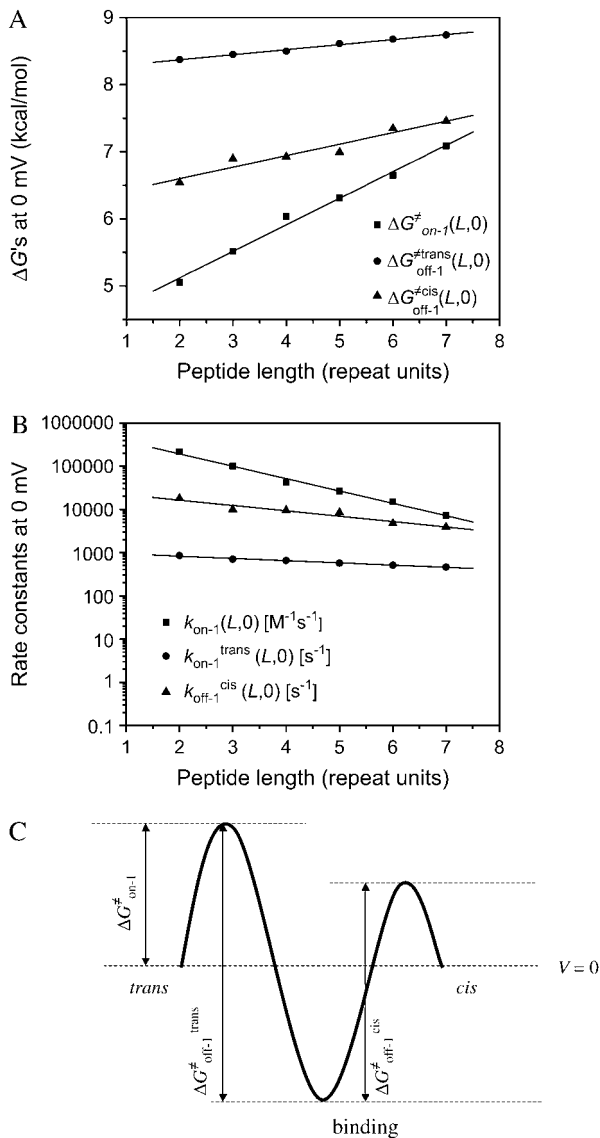 A
ΔG's at 0 mV (kcal/mol)
9
8
7
6
5
1 2 3 4 5 6 7 8
Peptide length (repeat units)
■ ΔG≠on-1(L,0)
● ΔG≠transoff-1(L,0)
▲ ΔG≠cisoff-1(L,0)
B
Rate constants at 0 mV
1000000
100000
10000
1000
100
10
1
0.1
1 2 3 4 5 6 7 8
Peptide length (repeat units)
■ kon-1(L,0) [M-1s-1]
● kon-1trans (L,0) [s-1]
▲ koff-1cis (L,0) [s-1]
C
ΔG≠on-1
trans
ΔG≠off-1trans
ΔG≠off-1cis
cis
V = 0
binding